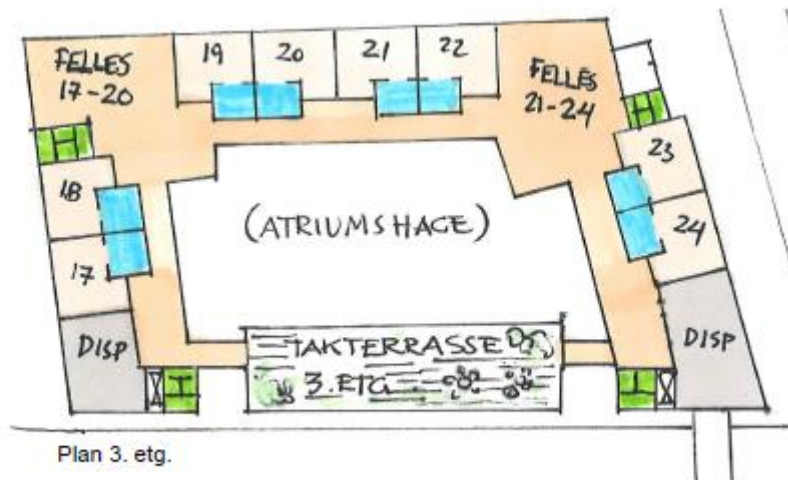 FELLES
17-20
19
20
21
22
FELLES
21-24
18
17
23
24
(ATRIUMSHAGE)
DISP
DISP
TAKTERRASSE
3. ETG.
Plan 3. etg.